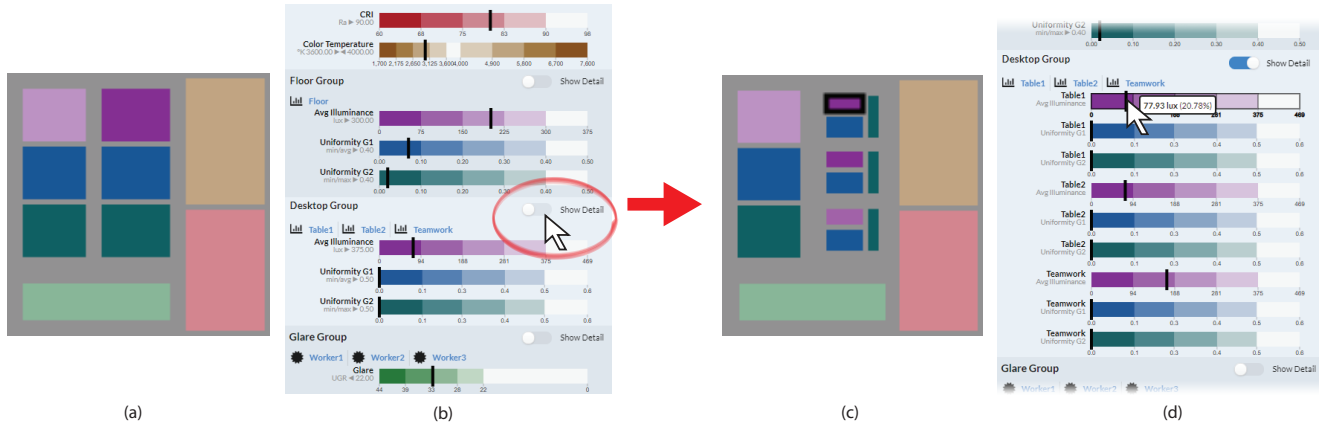 CRI
Ra ► 90.00
60 68 75 83 90 98
Color Temperature
°K 3600.00 ►◄ 4000.00
1,700 2,175 2,650 3,125 3,600 4,000 4,900 5,800 6,700 7,600
Floor Group Show Detail
Floor
Avg Illuminance
lux ► 300.00
0 75 150 225 300 375
Uniformity G1
min/avg ► 0.40
0.00 0.10 0.20 0.30 0.40 0.50
Uniformity G2
min/max ► 0.40
0.00 0.10 0.20 0.30 0.40 0.50
Desktop Group Show Detail
Table1 Table2 Teamwork
Avg Illuminance
lux ► 375.00
0 94 188 281 375 469
Uniformity G1
min/avg ► 0.50
0.0 0.1 0.3 0.4 0.5 0.6
Uniformity G2
min/max ► 0.50
0.0 0.1 0.3 0.4 0.5 0.6
Glare Group Show Detail
Worker1 Worker2 Worker3
Glare
UGR ◄ 22.00
44 39 33 28 22 0
Uniformity G2
min/max ► 0.40
0.00 0.10 0.20 0.30 0.40 0.50
Desktop Group Show Detail
Table1 Table2 Teamwork
Table1
Avg Illuminance
77.93 lux (20.78%)
0 188 281 375 469
Table1
Uniformity G1
0.0 0.1 0.3 0.4 0.5 0.6
Table1
Uniformity G2
0.0 0.1 0.3 0.4 0.5 0.6
Table2
Avg Illuminance
0 94 188 281 375 469
Table2
Uniformity G1
0.0 0.1 0.3 0.4 0.5 0.6
Table2
Uniformity G2
0.0 0.1 0.3 0.4 0.5 0.6
Teamwork
Avg Illuminance
0 94 188 281 375 469
Teamwork
Uniformity G1
0.0 0.1 0.3 0.4 0.5 0.6
Teamwork
Uniformity G2
0.0 0.1 0.2 0.4 0.5 0.6
Glare Group Show Detail
Worker1 Worker2 Worker3
(a) (b) (c) (d)